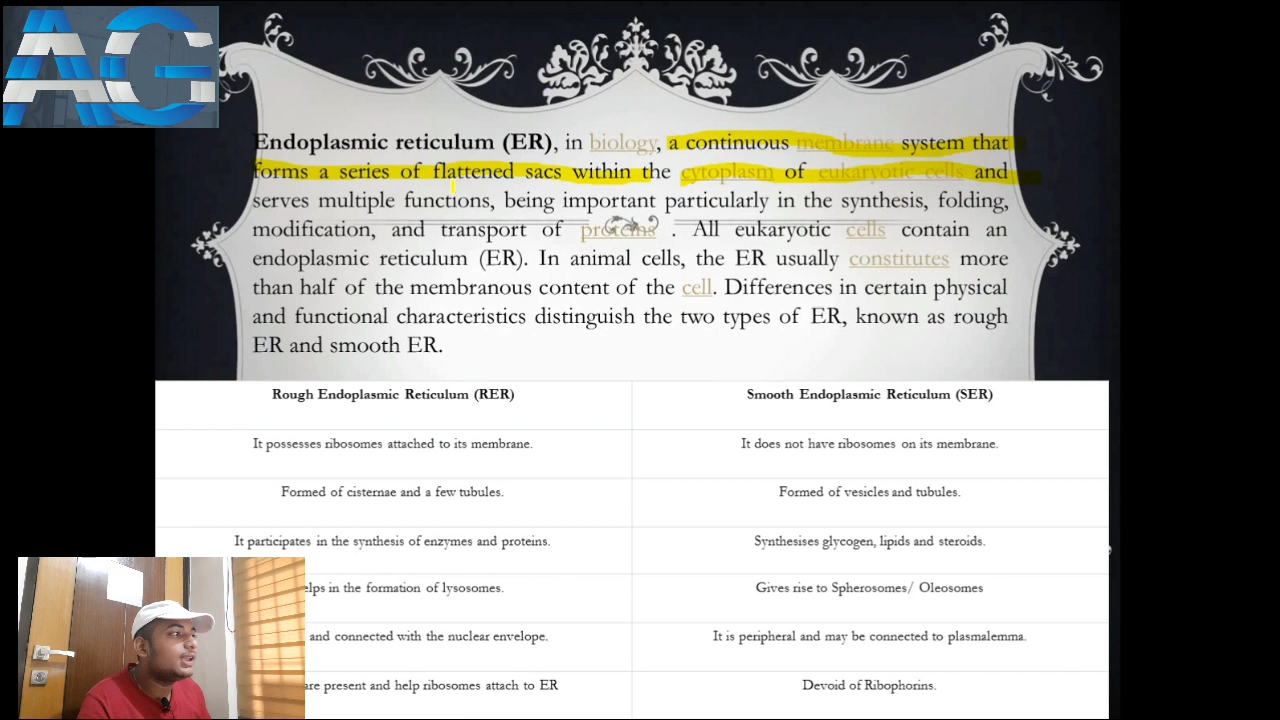 AG
Endoplasmic reticulum (ER), in biology, a continuous membrane system that
forms a series of flattened sacs within the cytoplasm of eukaryotic cells and
serves multiple functions, being important particularly in the synthesis, folding,
modification, and transport of proteins . All eukaryotic cells contain an
endoplasmic reticulum (ER). In animal cells, the ER usually constitutes more
than half of the membranous content of the cell. Differences in certain physical
and functional characteristics distinguish the two types of ER, known as rough
ER and smooth ER.
Rough Endoplasmic Reticulum (RER) Smooth Endoplasmic Reticulum (SER)
It possesses ribosomes attached to its membrane. It does not have ribosomes on its membrane.
Formed of cisternae and a few tubules. Formed of vesicles and tubules.
It participates in the synthesis of enzymes and proteins. Synthesises glycogen, lipids and steroids.
in the formation of lysosomes. Gives rise to Spherosomes/ Oleosomes
and connected with the nuclear envelope. It is peripheral and may be connected to plasmalemma.
are present and help ribosomes attach to ER Devoid of Ribophorins.